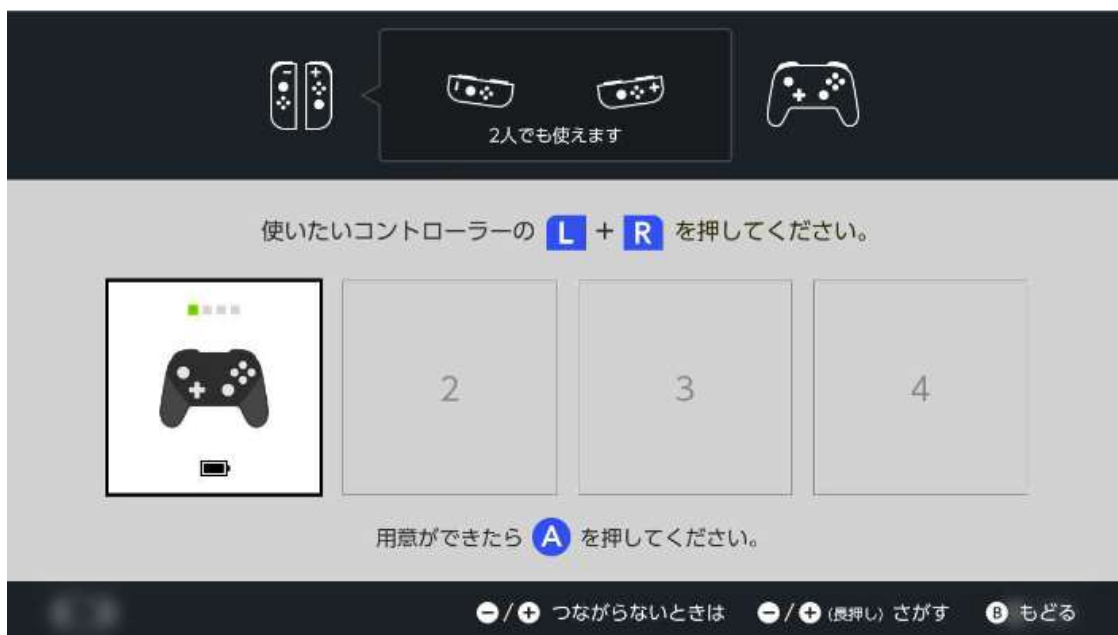 2人でも使えます
使いたいコントローラーの L + R を押してください。
2
3
4
用意ができたら A を押してください。
−/+ つながらないときは −/+ (長押し) さがす B もどる